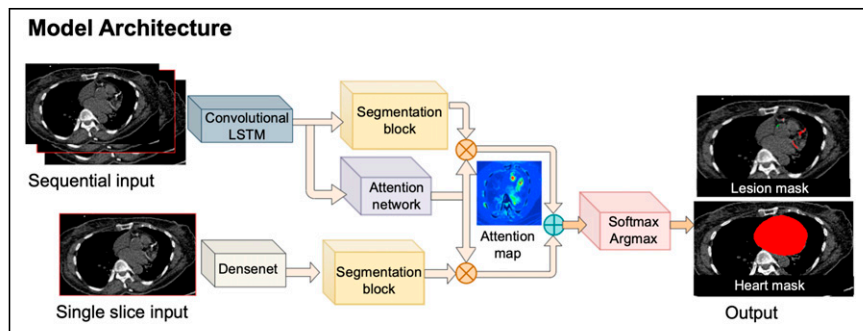 Model Architecture
Convolutional
LSTM
Segmentation
block
Sequential input
Attention
network
Attention
map
Densenet
Segmentation
block
Single slice input
Softmax
Argmax
Lesion mask
Heart mask
Output